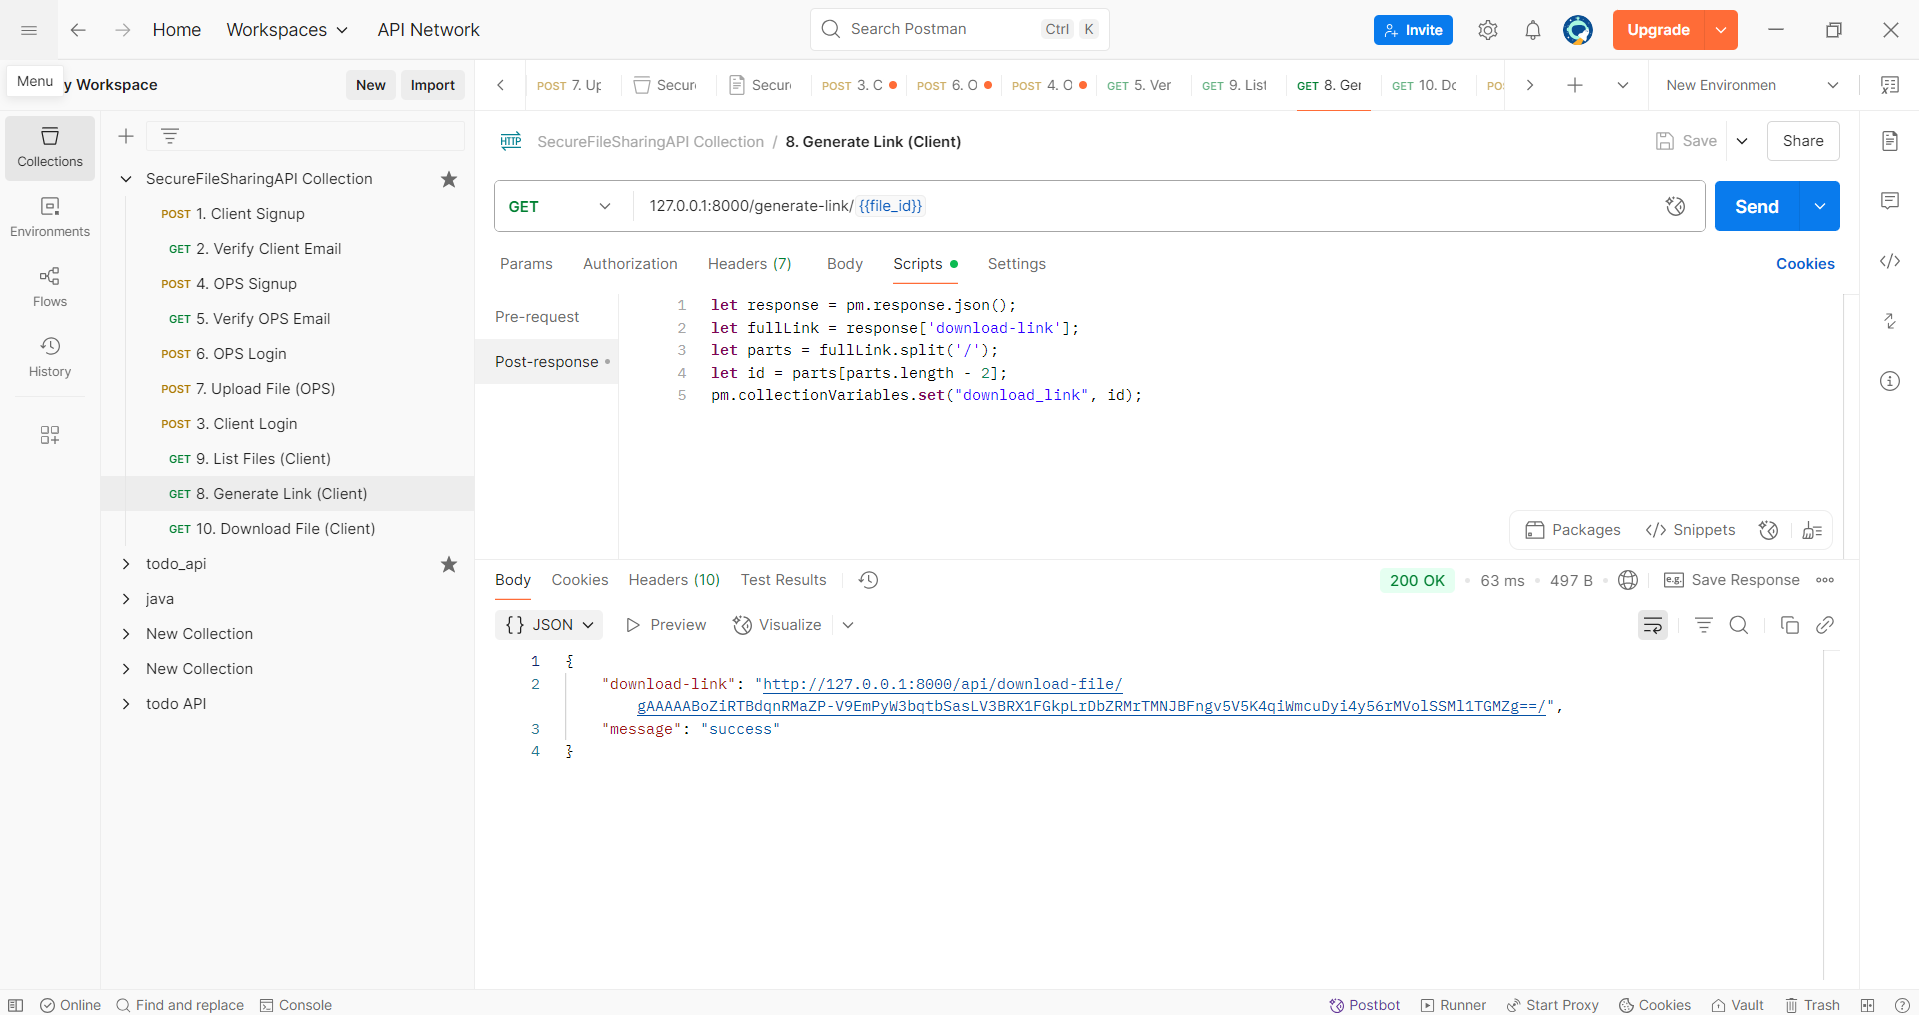 Home
Workspaces
API Network
Search Postman
Ctrl K
Invite
Upgrade
Menu
y Workspace
New
Import
POST 7. Up
Secure
Secure
POST 3. C
POST 6. O
POST 4. O
GET 5. Ver
GET 9. List
GET 8. Ger
GET 10. Do
PO
New Environmen
Collections
Environments
Flows
History
SecureFileSharingAPI Collection
POST 1. Client Signup
GET 2. Verify Client Email
POST 4. OPS Signup
GET 5. Verify OPS Email
POST 6. OPS Login
POST 7. Upload File (OPS)
POST 3. Client Login
GET 9. List Files (Client)
GET 8. Generate Link (Client)
GET 10. Download File (Client)
todo_api
java
New Collection
New Collection
todo API
HTTP SecureFileSharingAPI Collection / 8. Generate Link (Client)
Save
Share
GET
127.0.0.1:8000/generate-link/ {{file_id}}
Send
Params
Authorization
Headers (7)
Body
Scripts
Settings
Cookies
Pre-request
Post-response
1 let response = pm.response.json();
2 let fullLink = response['download-link'];
3 let parts = fullLink.split('/');
4 let id = parts[parts.length - 2];
5 pm.collectionVariables.set("download_link", id);
Packages
Snippets
Body
Cookies
Headers (10)
Test Results
200 OK
63 ms
497 B
e.g. Save Response
{} JSON
Preview
Visualize
1 {
2 "download-link": "http://127.0.0.1:8000/api/download-file/
gAAAAABoZiRTBdqnRMaZP-V9EmPyW3bqtbSasLV3BRX1FGkpLrDbZRMrTMNJBFngv5V5K4qiWmcuDyi4y56rMVolSSMl1TGMZg==/",
3 "message": "success"
4 }
Online
Find and replace
Console
Postbot
Runner
Start Proxy
Cookies
Vault
Trash